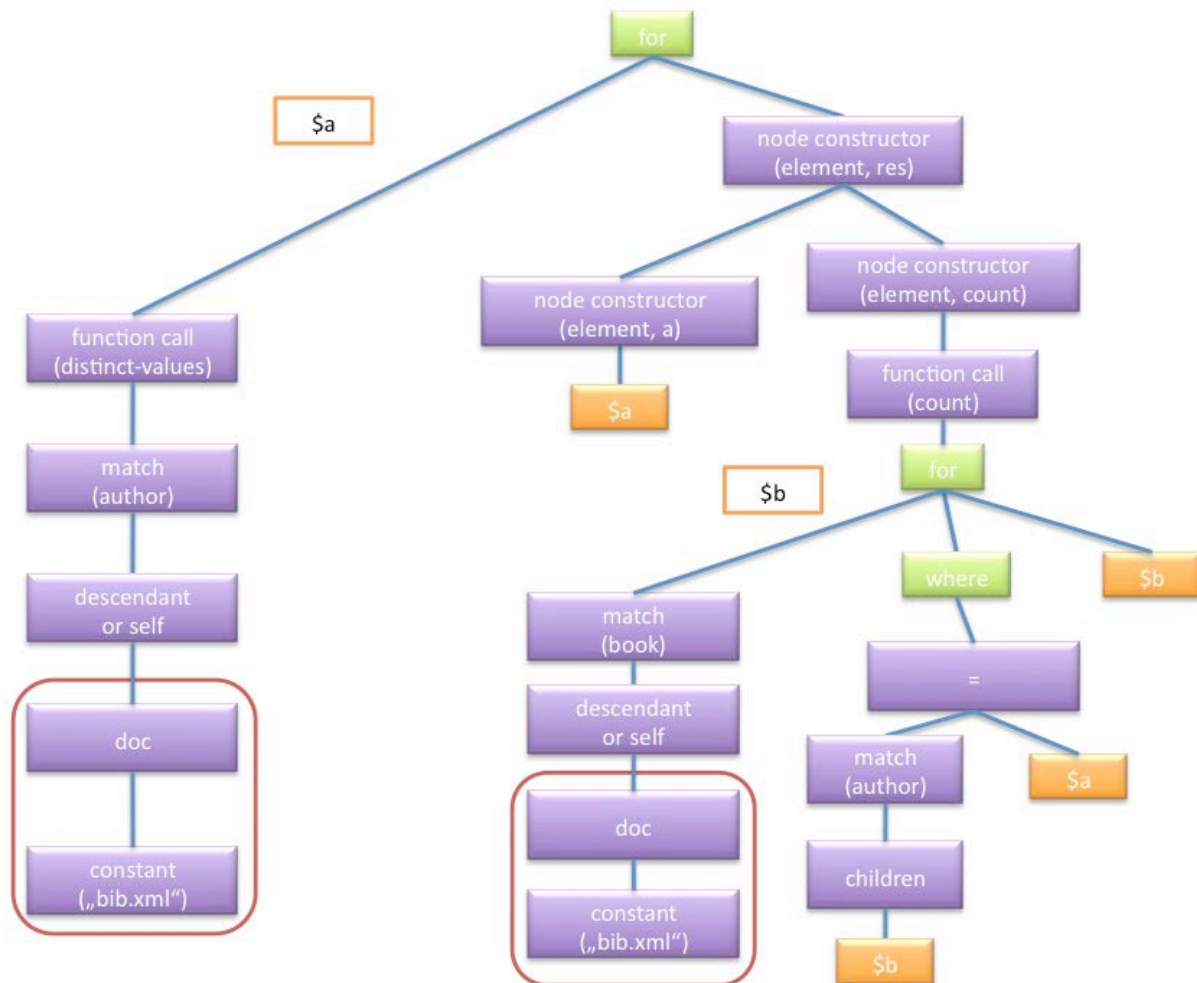 for
$a
node constructor
(element, res)
node constructor
(element, count)
node constructor
(element, a)
function call
(distinct-values)
function call
(count)
$a
match
(author)
for
$b
where
$b
descendant
or self
match
(book)
=
descendant
or self
doc
match
(author)
$a
doc
constant
(„bib.xml“)
children
constant
(„bib.xml“)
$b